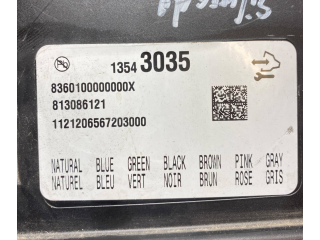 1354 3035
8360100000000X
813086121
1121206567203000
NATURAL BLUE GREEN BLACK BROWN PINK GRAY
NATUREL BLEU VERT NOIR BRUN ROSE GRIS